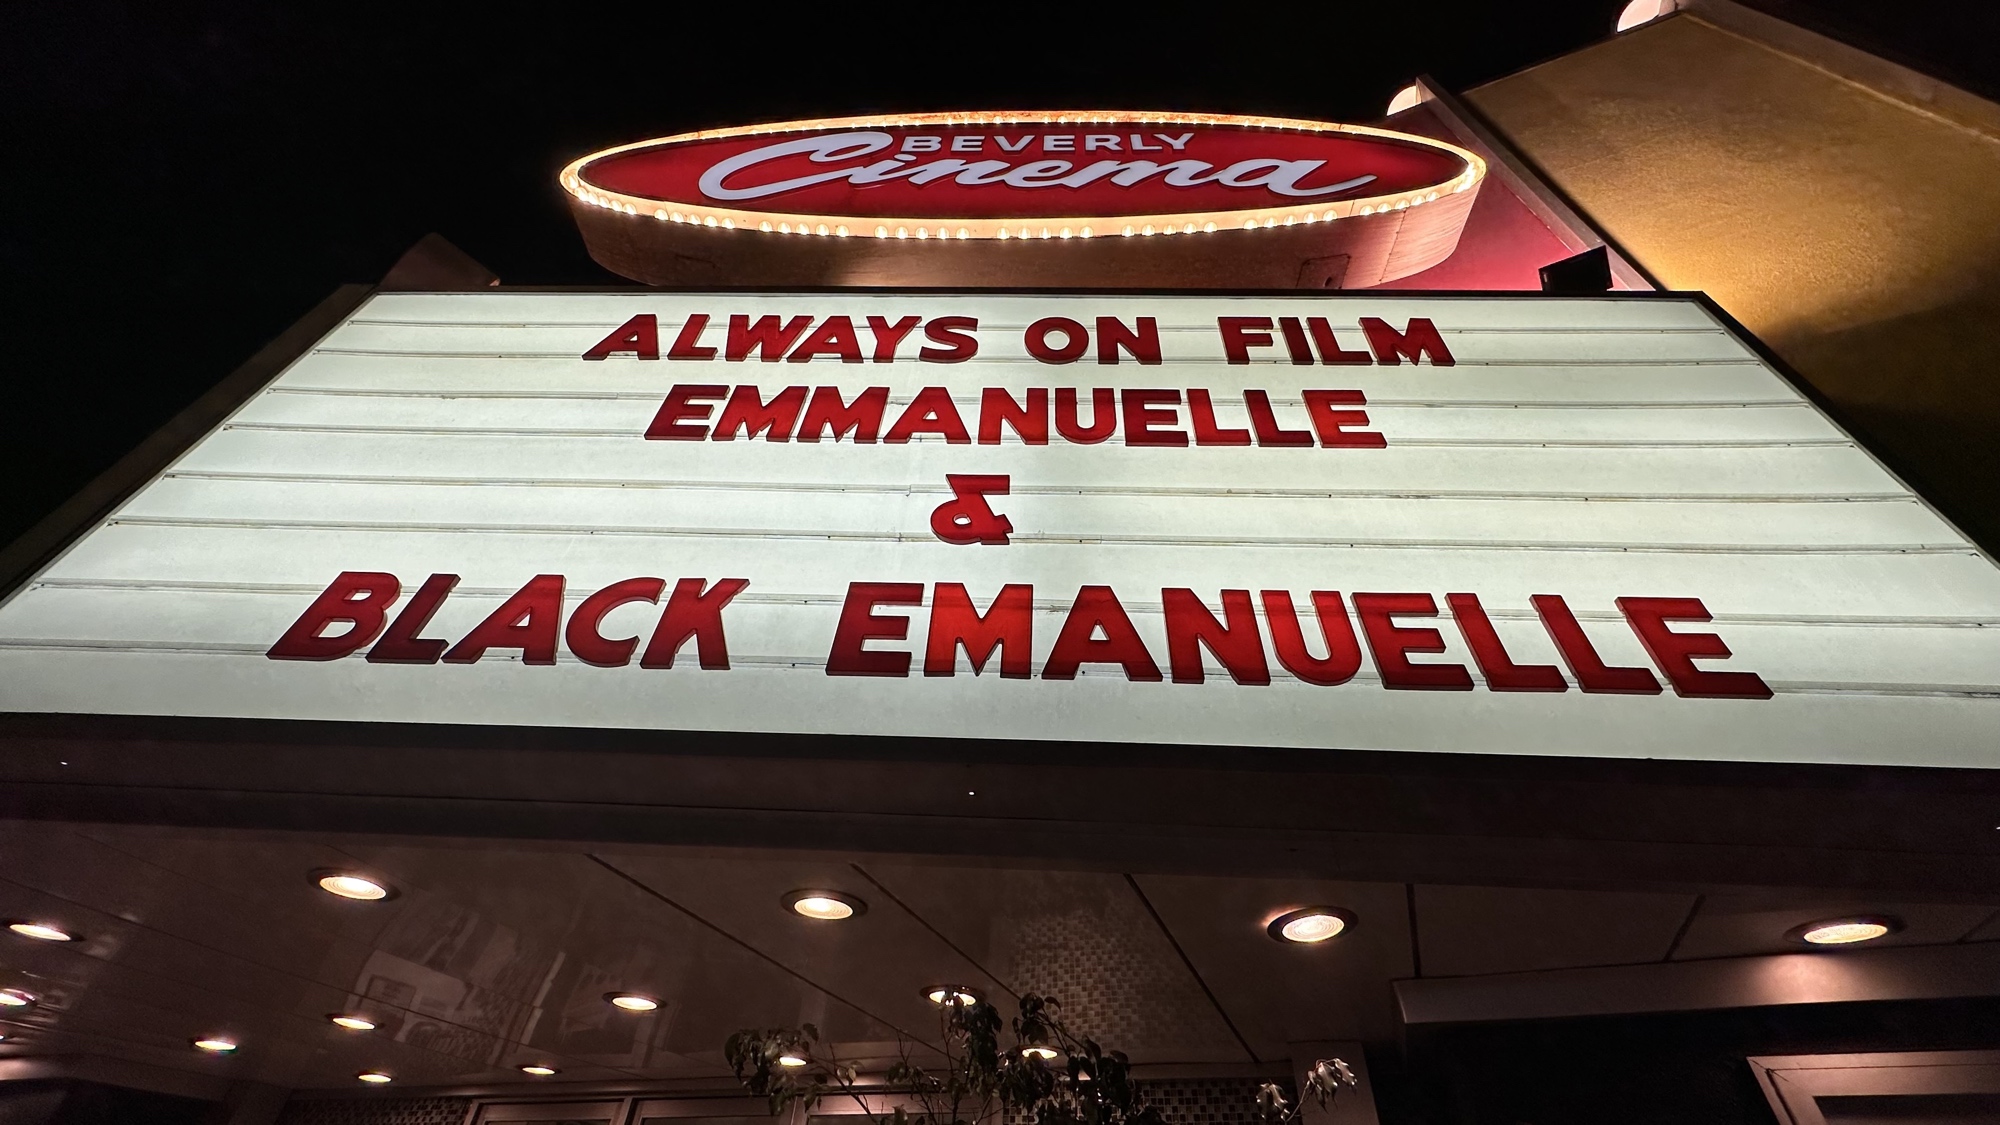 BEVERLY
Cinema
ALWAYS ON FILM
EMMANUELLE
&
BLACK EMANUELLE